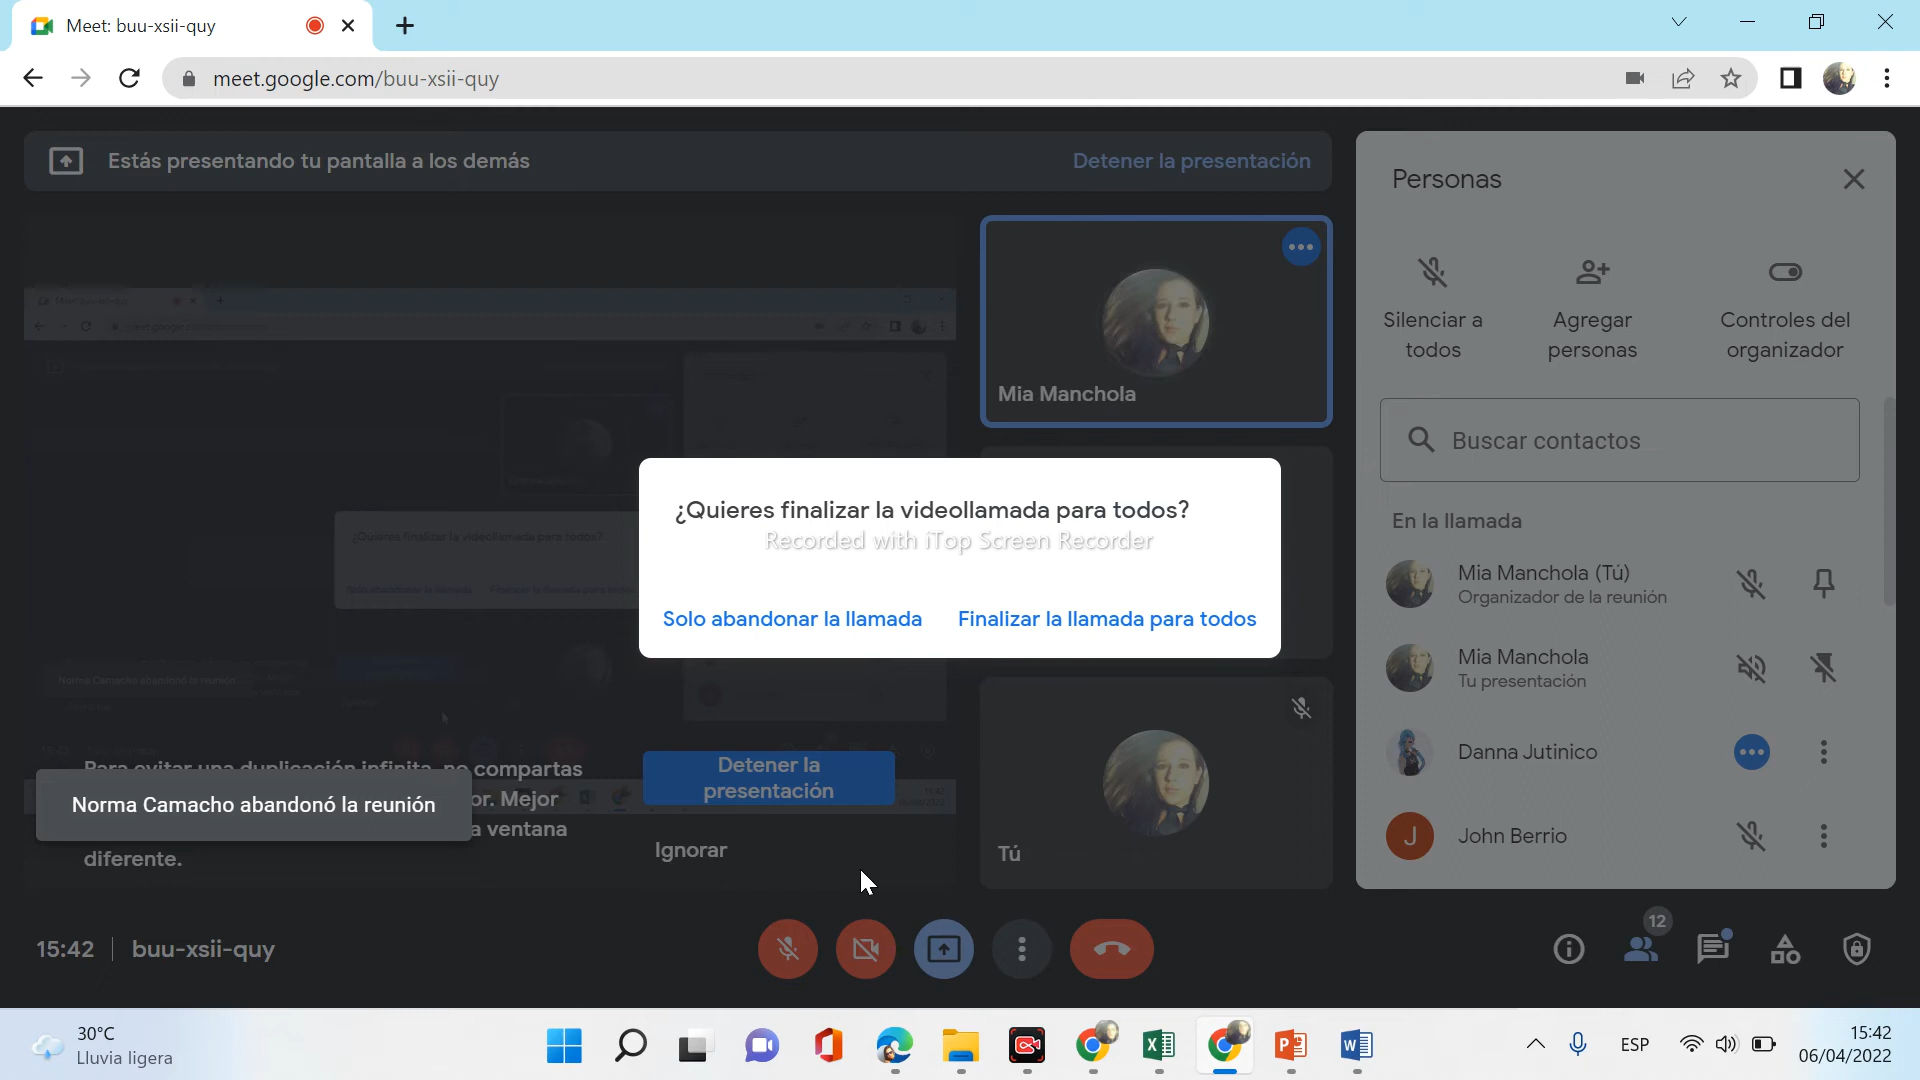 Meet: buu-xsii-quy
meet.google.com/buu-xsii-quy
Estás presentando tu pantalla a los demás
Detener la presentación
Mia Manchola
¿Quieres finalizar la videollamada para todos?
Recorded with iTop Screen Recorder
Solo abandonar la llamada
Finalizar la llamada para todos
Para evitar una duplicación infinita, no compartas
or. Mejor
a ventana
diferente.
Norma Camacho abandonó la reunión
Detener la
presentación
Ignorar
Tú
Personas
Silenciar a
todos
Agregar
personas
Controles del
organizador
Buscar contactos
En la llamada
Mia Manchola (Tú)
Organizador de la reunión
Mia Manchola
Tu presentación
Danna Jutinico
J
John Berrio
15:42
buu-xsii-quy
12
30°C
Lluvia ligera
ESP
15:42
06/04/2022